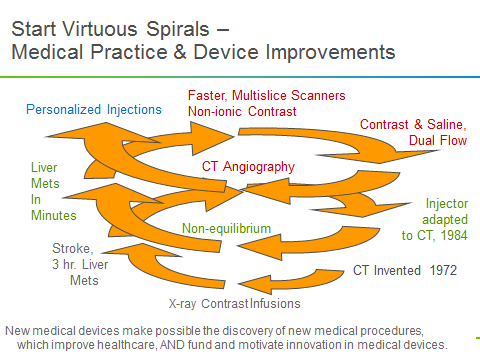 Start Virtuous Spirals –
Medical Practice & Device Improvements
Personalized Injections
Faster, Multislice Scanners
Non-ionic Contrast
Contrast & Saline,
Dual Flow
CT Angiography
Liver
Mets
In
Minutes
Injector
adapted
to CT, 1984
Non-equilibrium
Stroke,
3 hr. Liver
Mets
CT Invented 1972
X-ray Contrast Infusions
New medical devices make possible the discovery of new medical procedures,
which improve healthcare, AND fund and motivate innovation in medical devices.